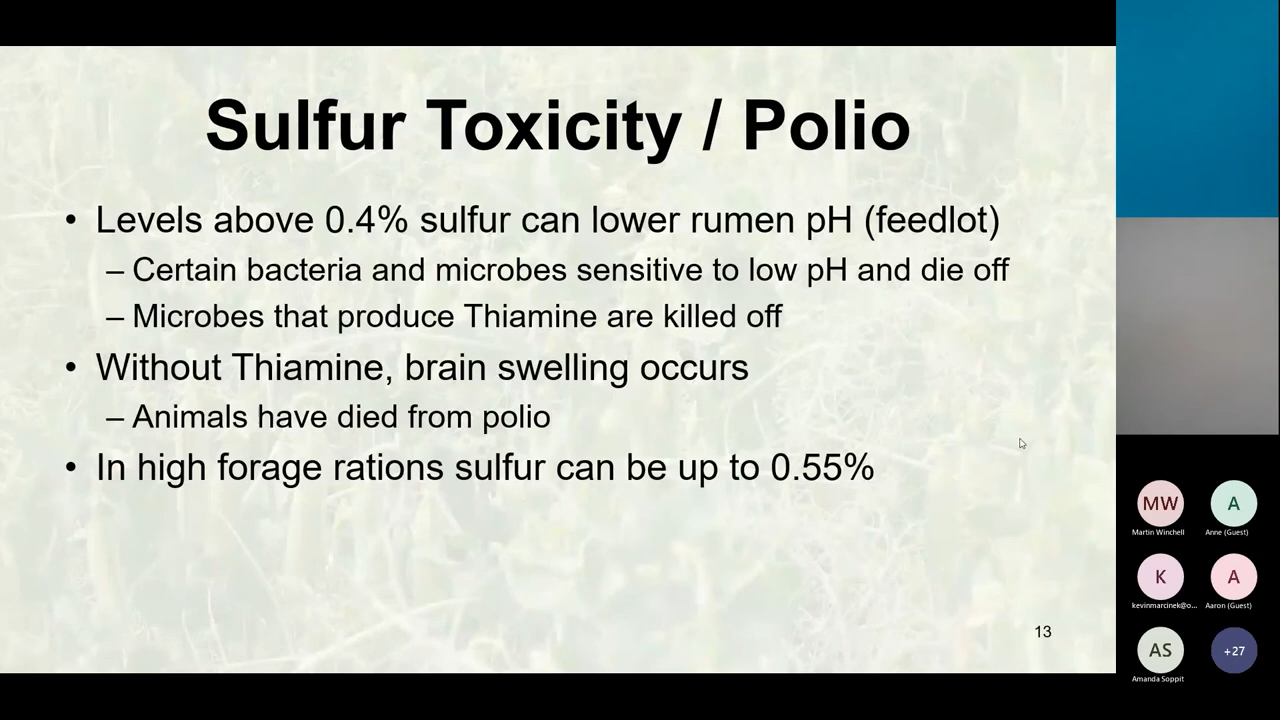 Sulfur Toxicity / Polio
• Levels above 0.4% sulfur can lower rumen pH (feedlot)
– Certain bacteria and microbes sensitive to low pH and die off
– Microbes that produce Thiamine are killed off
• Without Thiamine, brain swelling occurs
– Animals have died from polio
• In high forage rations sulfur can be up to 0.55%
13
MW
Martin Winchell
A
Anne (Guest)
K
kevinmarcinek@o...
A
Aaron (Guest)
AS
Amanda Soppit
+27